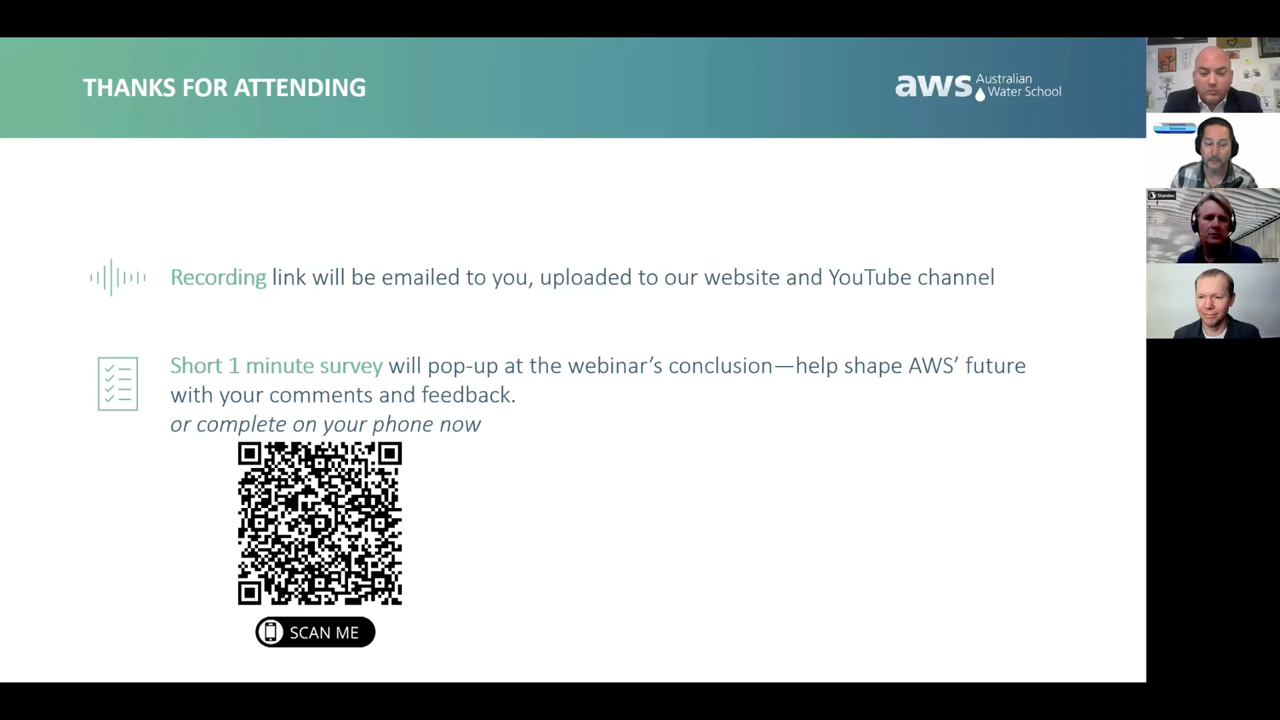 THANKS FOR ATTENDING
aws Australian
Water School
Recording link will be emailed to you, uploaded to our website and YouTube channel
Short 1 minute survey will pop-up at the webinar’s conclusion—help shape AWS’ future
with your comments and feedback.
or complete on your phone now
SCAN ME
Stantec